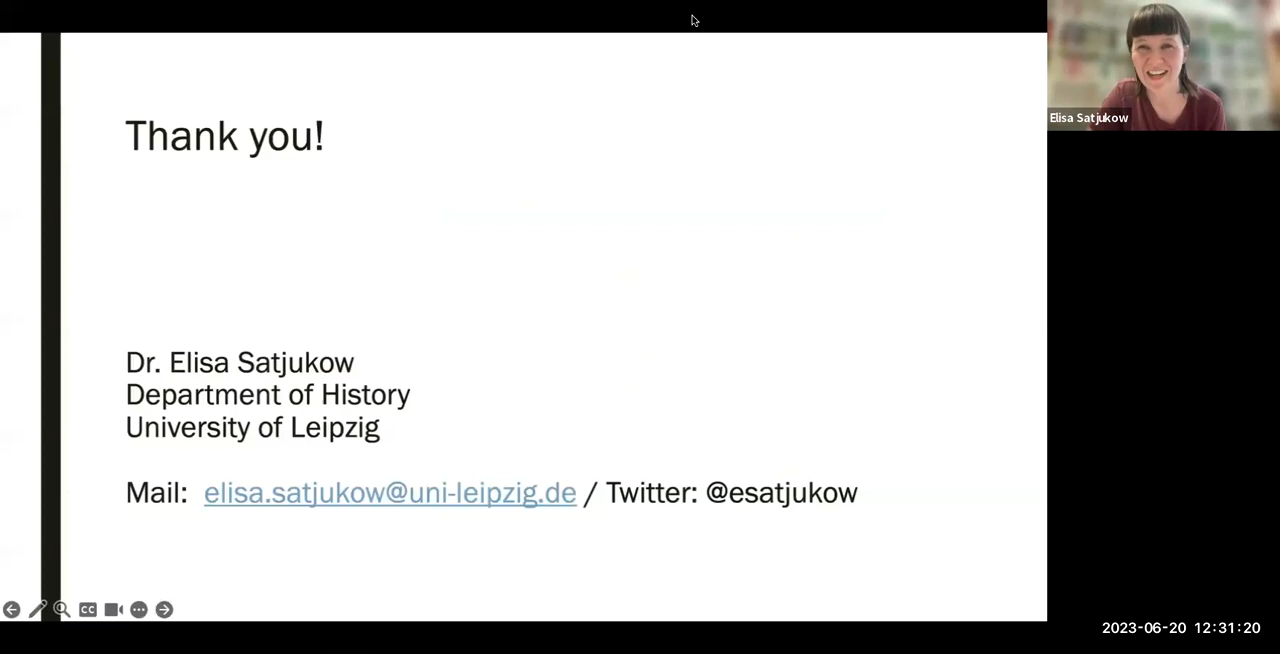 Thank you!
Elisa Satjukow
Dr. Elisa Satjukow
Department of History
University of Leipzig
Mail: elisa.satjukow@uni-leipzig.de / Twitter: @esatjukow
CC
2023-06-20 12:31:20